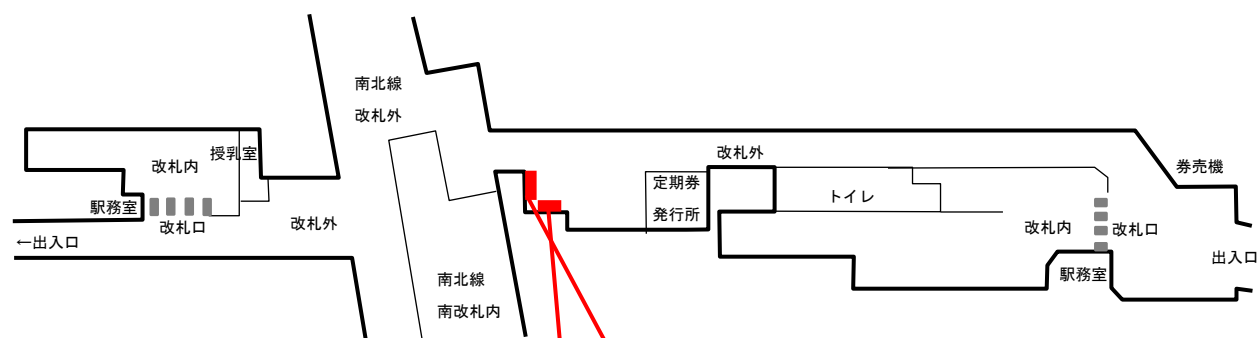 南北線
改札外
授乳室
改札内
駅務室
改札口
←出入口
改札外
南北線
南改札内
改札外
定期券
発行所
トイレ
券売機
改札内
改札口
出入口
駅務室